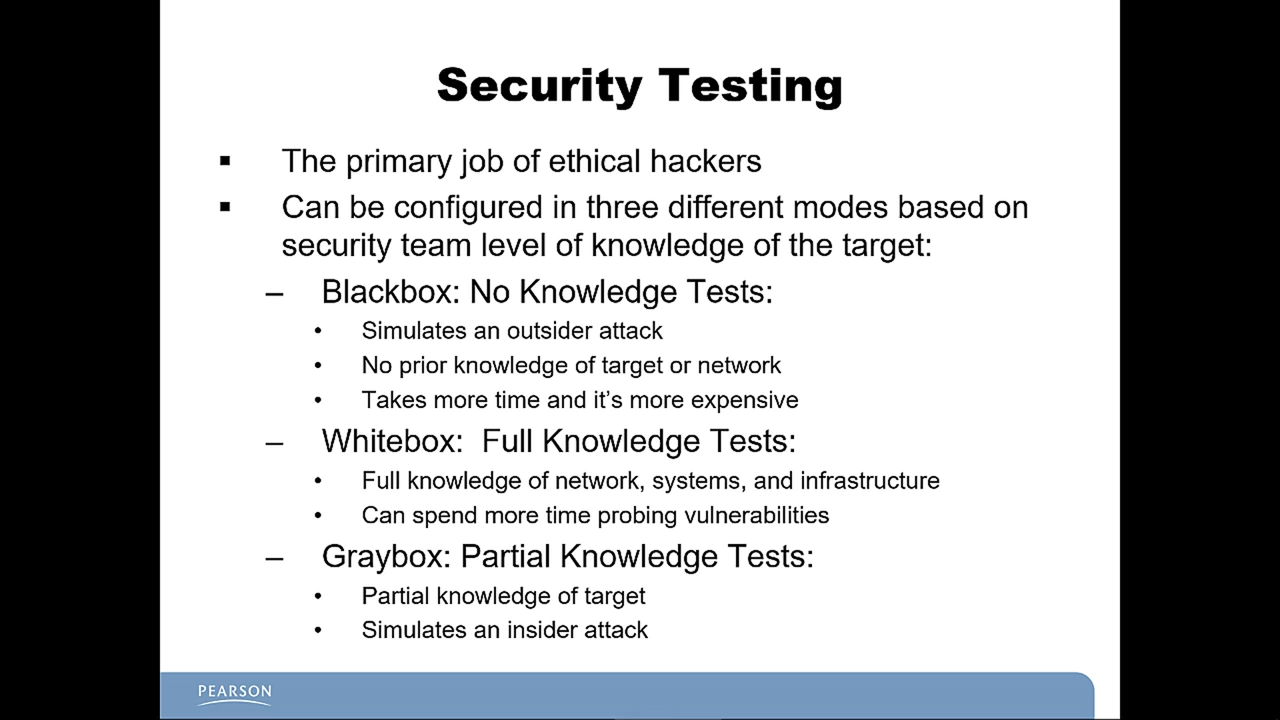 Security Testing
▪ The primary job of ethical hackers
▪ Can be configured in three different modes based on
security team level of knowledge of the target:
– Blackbox: No Knowledge Tests:
• Simulates an outsider attack
• No prior knowledge of target or network
• Takes more time and it’s more expensive
– Whitebox:  Full Knowledge Tests:
• Full knowledge of network, systems, and infrastructure
• Can spend more time probing vulnerabilities
– Graybox: Partial Knowledge Tests:
• Partial knowledge of target
• Simulates an insider attack
PEARSON